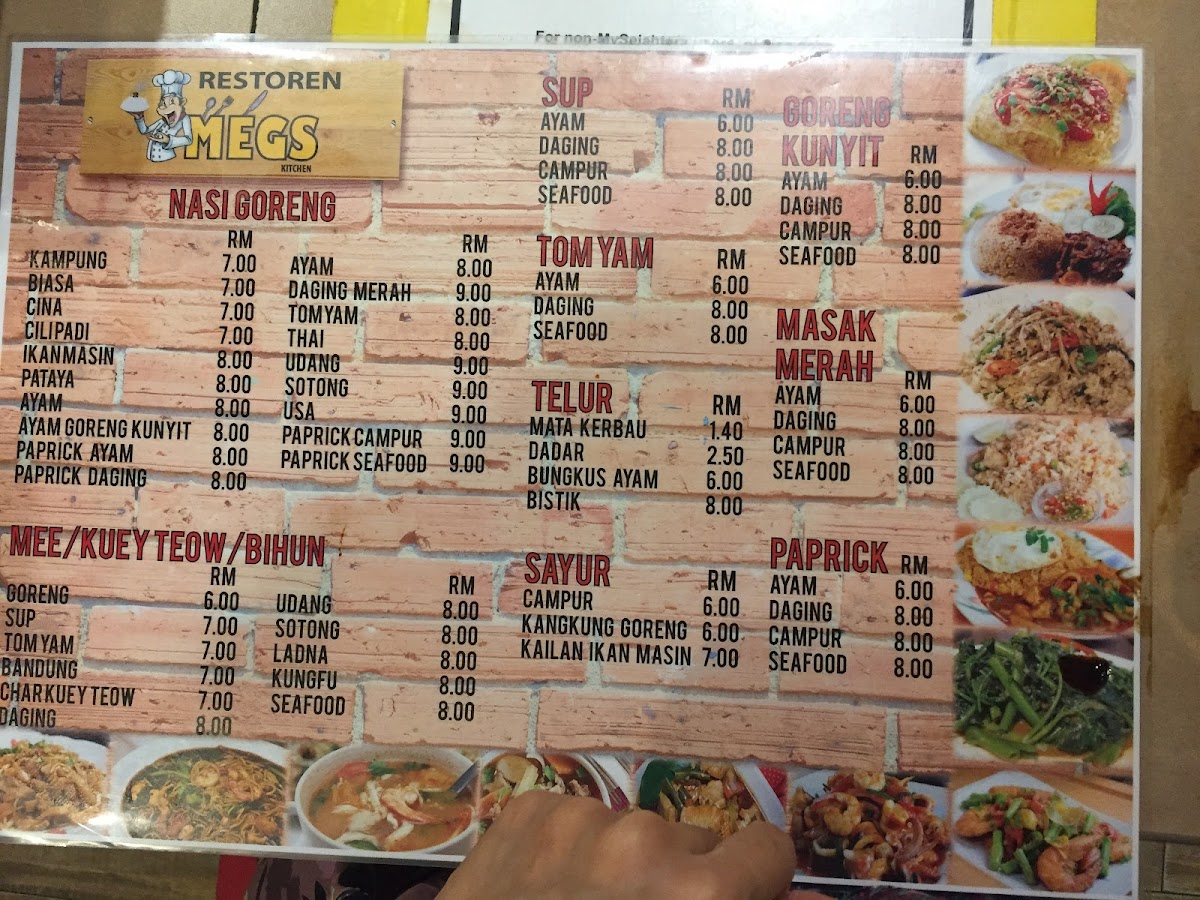 For non-MySejahtera
RESTOREN
MEGS
KITCHEN
NASI GORENG
RM
KAMPUNG 7.00
BIASA 7.00
CINA 7.00
CILIPADI 7.00
IKANMASIN 8.00
PATAYA 8.00
AYAM 8.00
AYAM GORENG KUNYIT 8.00
PAPRICK AYAM 8.00
PAPRICK DAGING 8.00
RM
AYAM 8.00
DAGING MERAH 9.00
TOMYAM 8.00
THAI 8.00
UDANG 9.00
SOTONG 9.00
USA 9.00
PAPRICK CAMPUR 9.00
PAPRICK SEAFOOD 9.00
MEE/KUEY TEOW/BIHUN
RM
GORENG 6.00
SUP 7.00
TOM YAM 7.00
BANDUNG 7.00
CHAR KUEY TEOW 7.00
DAGING 8.00
RM
UDANG 8.00
SOTONG 8.00
LADNA 8.00
KUNGFU 8.00
SEAFOOD 8.00
SUP
RM
AYAM 6.00
DAGING 8.00
CAMPUR 8.00
SEAFOOD 8.00
TOM YAM
RM
AYAM 6.00
DAGING 8.00
SEAFOOD 8.00
TELUR
RM
MATA KERBAU 1.40
DADAR 2.50
BUNGKUS AYAM 6.00
BISTIK 8.00
SAYUR
RM
CAMPUR 6.00
KANGKUNG GORENG 6.00
KAILAN IKAN MASIN 7.00
GORENG
KUNYIT
RM
AYAM 6.00
DAGING 8.00
CAMPUR 8.00
SEAFOOD 8.00
MASAK
MERAH
RM
AYAM 6.00
DAGING 8.00
CAMPUR 8.00
SEAFOOD 8.00
PAPRICK
RM
AYAM 6.00
DAGING 8.00
CAMPUR 8.00
SEAFOOD 8.00